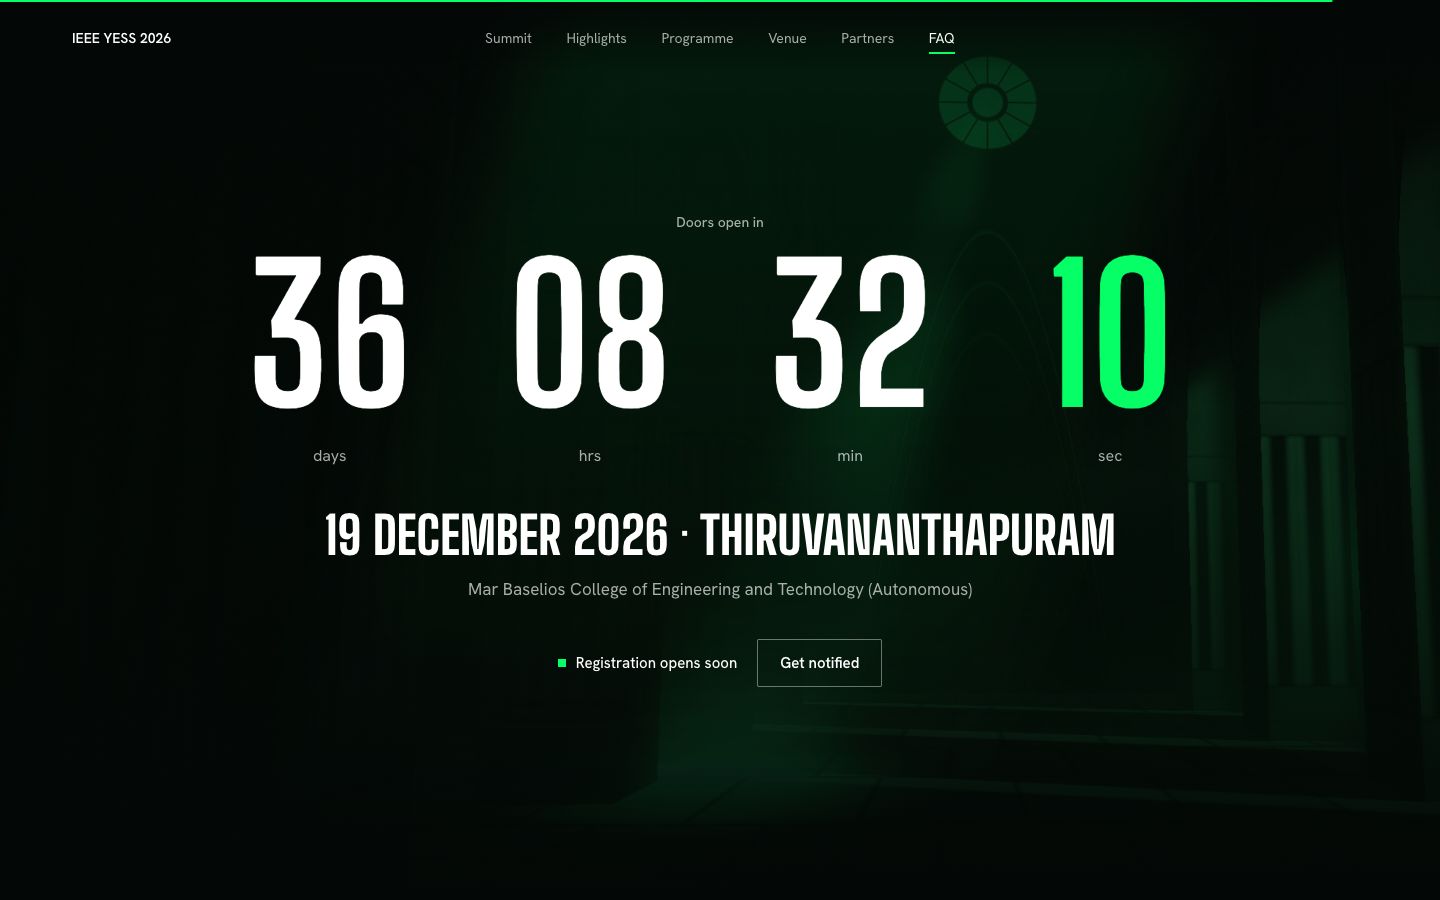 IEEE YESS 2026
Summit Highlights Programme Venue Partners FAQ
Doors open in
36 08 32 10
days hrs min sec
19 DECEMBER 2026 · THIRUVANANTHAPURAM
Mar Baselios College of Engineering and Technology (Autonomous)
Registration opens soon Get notified